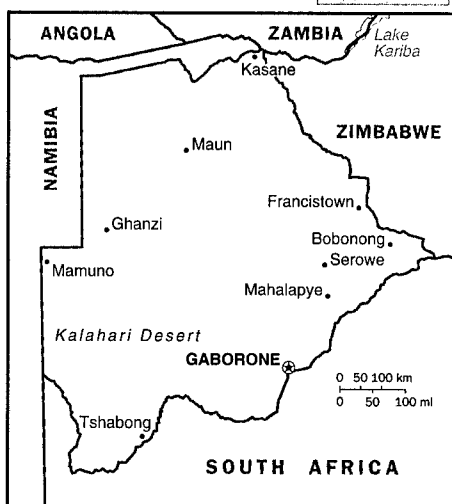 ANGOLA
ZAMBIA
Lake
Kariba
Kasane
NAMIBIA
ZIMBABWE
Maun
Francistown
Ghanzi
Bobonong
Mamuno
Serowe
Mahalapye
Kalahari Desert
GABORONE
0 50 100 km
0 50 100 mi
Tshabong
SOUTH AFRICA